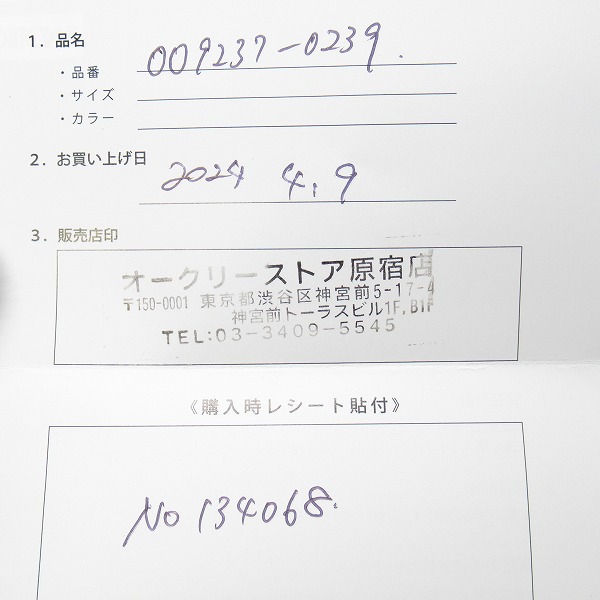 1. 品名
・品番 009237-0239.
・サイズ
・カラー
2. お買い上げ日
2024 4.9
3. 販売店印
オークリーストア原宿店
〒150-0001 東京都渋谷区神宮前5-17-4
神宮前トーラスビル1F,B1F
TEL:03-3409-5545
《購入時レシート貼付》
No 134068.